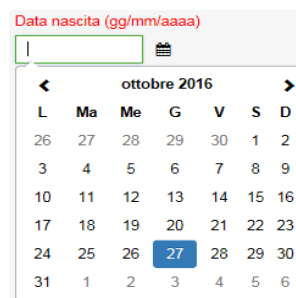 Data nascita (gg/mm/aaaa)
ottobre 2016
L Ma Me G V S D
26 27 28 29 30 1 2
3 4 5 6 7 8 9
10 11 12 13 14 15 16
17 18 19 20 21 22 23
24 25 26 27 28 29 30
31 1 2 3 4 5 6